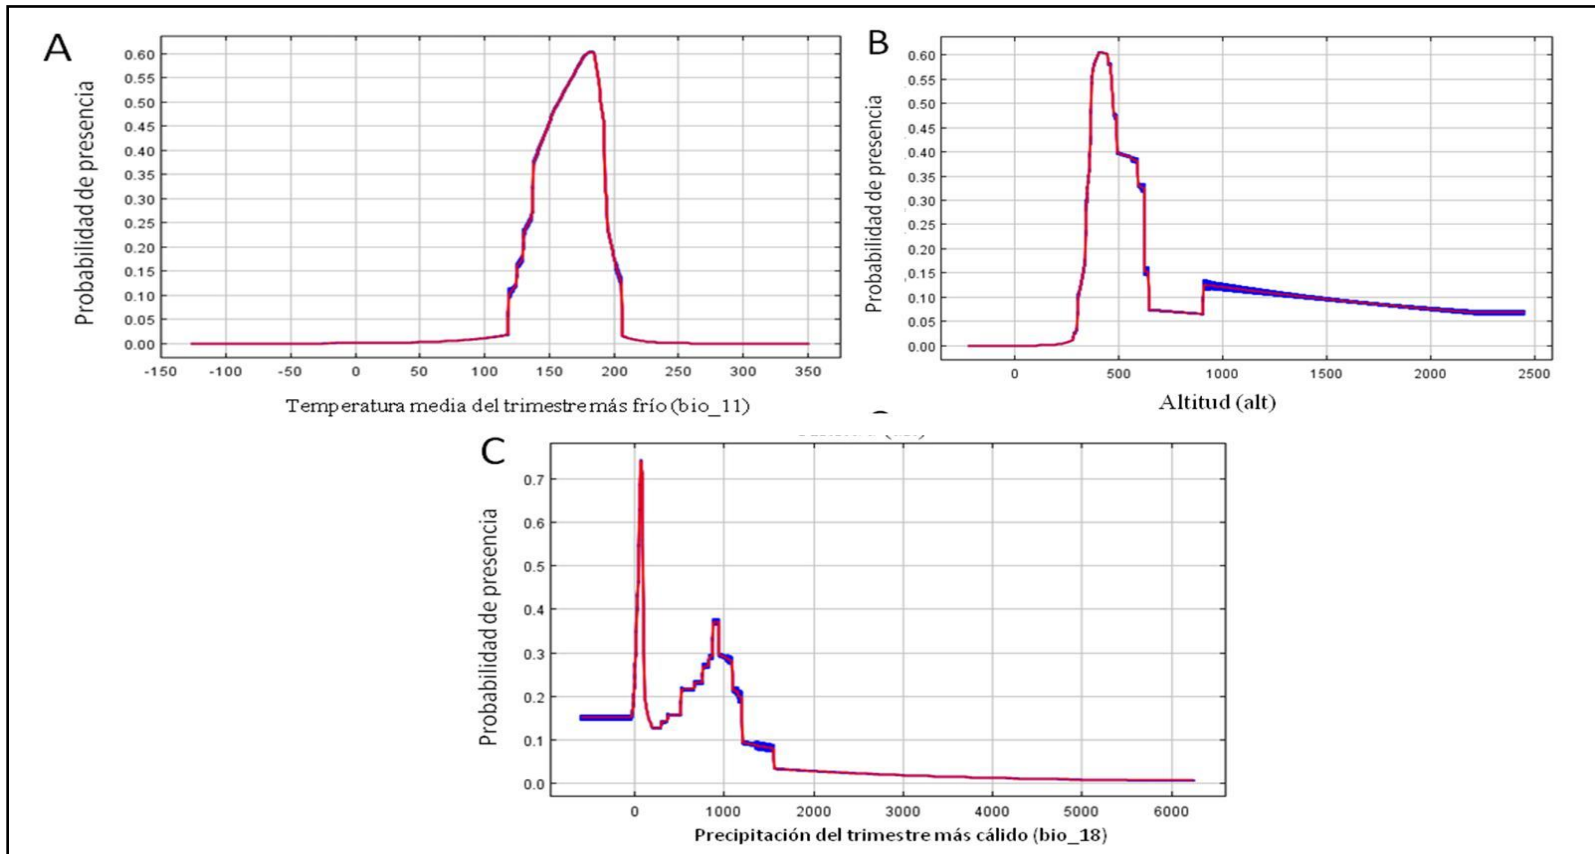 A
Probabilidad de presencia
0.60
0.55
0.50
0.45
0.40
0.35
0.30
0.25
0.20
0.15
0.10
0.05
0.00
-150 -100 -50 0 50 100 150 200 250 300 350
Temperatura media del trimestre más frío (bio_11)
B
Probabilidad de presencia
0.60
0.55
0.50
0.45
0.40
0.35
0.30
0.25
0.20
0.15
0.10
0.05
0.00
0 500 1000 1500 2000 2500
Altitud (alt)
C
Probabilidad de presencia
0.7
0.6
0.5
0.4
0.3
0.2
0.1
0.0
0 1000 2000 3000 4000 5000 6000
Precipitación del trimestre más cálido (bio_18)